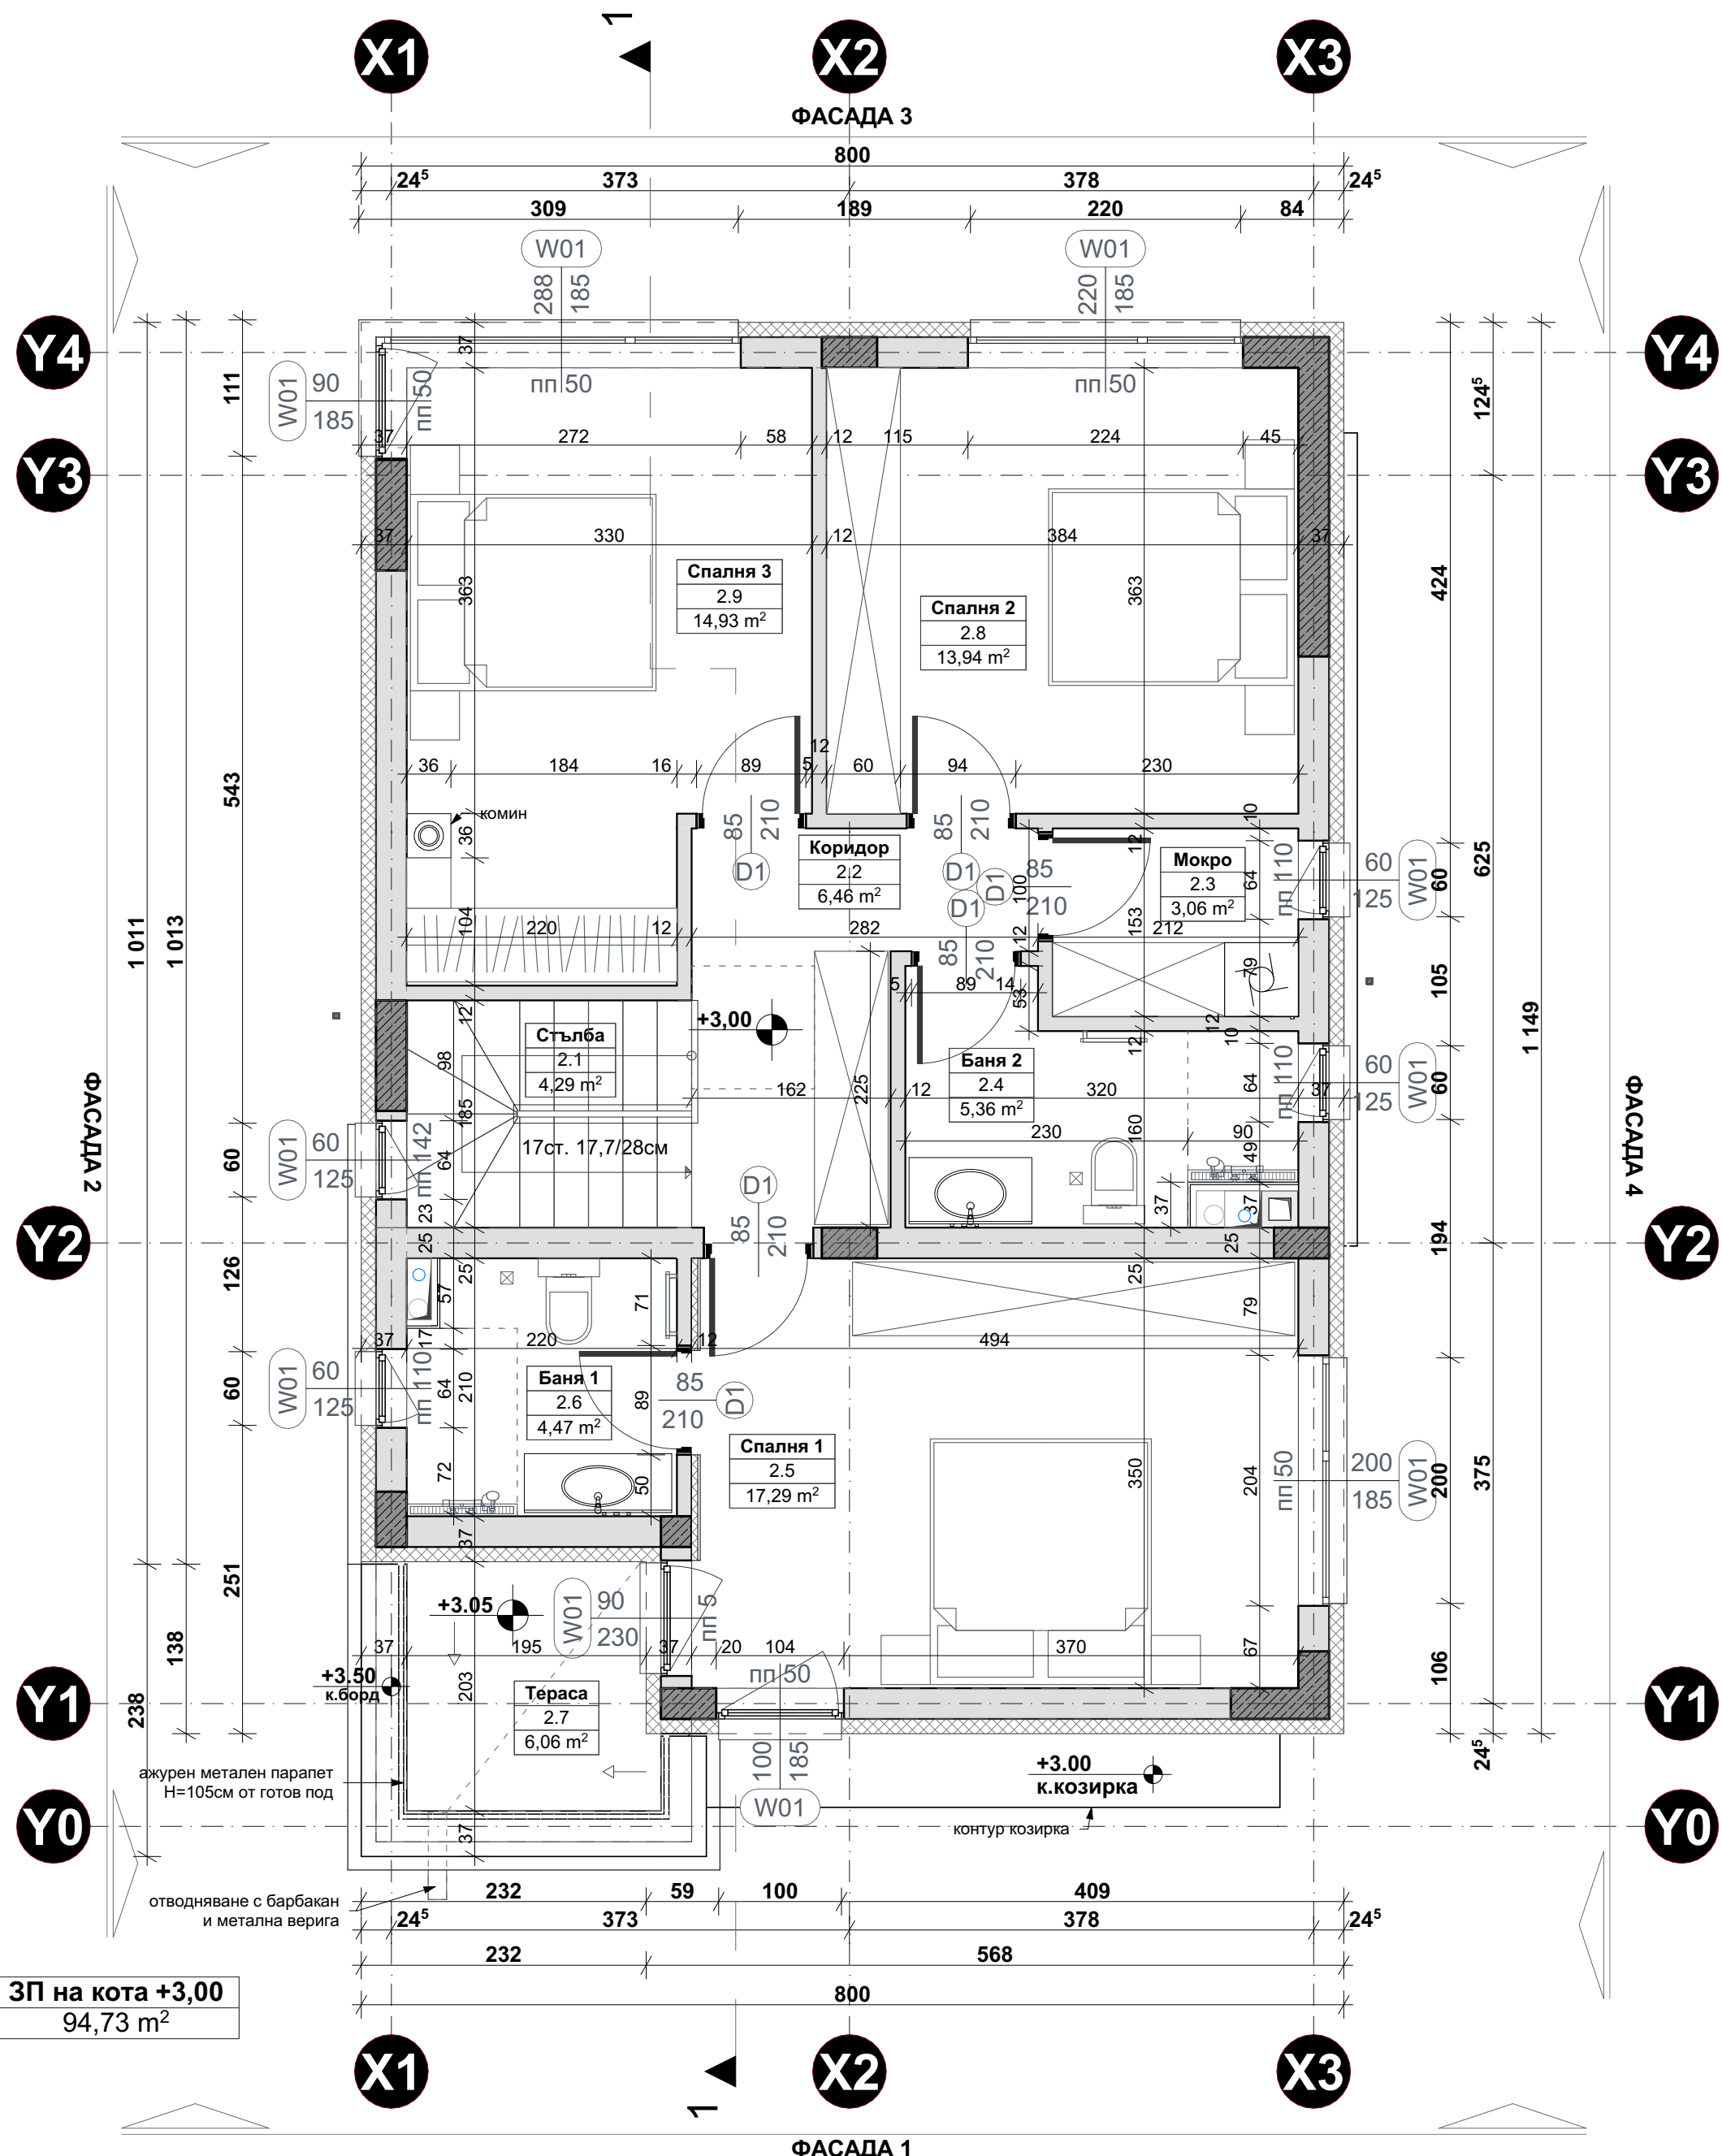 1
X1 X2 X3
ФАСАДА 3
800
24⁵ 373 378 24⁵
309 189 220 84
W01 W01
288 185 220 185
Y4 Y4
37
пп 50 пп 50
W01 90 185 пп 50
111
124⁵
37 272 58 12 115 224 45
Y3 Y3
37 330 12 384 37
363 363
424
Спалня 3
2.9
14,93 m²
Спалня 2
2.8
13,94 m²
543
12
36 184 16 89 5 60 94 230
комин
36
10
85 210 85 210
D1 D1
Коридор
2.2
6,46 m²
D1 85 210
D1
100
12
Мокро
2.3
3,06 m²
64
пп 110
60 125 W01
60
625
1 011
1 013
104
220 12 282 12 153 212
85 210
5 89 14 53
79
105
1 149
12
Стълба
2.1
4,29 m²
+3,00
98
185
12 12 10
Баня 2
2.4
5,36 m²
64
пп 110
60 125 W01
60
162 225 12 320 37
230 160 90
49
ФАСАДА 2
ФАСАДА 4
W01 60 125 пп 142
60
64
17ст. 17,7/28см
D1
85 210
37 37
23
194
Y2 Y2
25 25 25 25
126
57
71
79
17
37 220 12 494
W01 60 125 пп 110
60
64
210
Баня 1
2.6
4,47 m²
89
85 210 D1
Спалня 1
2.5
17,29 m²
350
204
пп 50
200 185 W01
200
375
72
50
37
251
138
238
+3.05
W01 90 230 пп 5
37 195 37 20 104 370
67
106
+3.50
к.борд
203
пп 50
Тераса
2.7
6,06 m²
Y1 Y1
24⁵
100 185
W01
+3.00
к.козирка
ажурен метален парапет
H=105см от готов под
контур козирка
Y0 Y0
37
отводняване с барбакан
и метална верига
232 59 100 409
24⁵ 373 378 24⁵
232 568
800
ЗП на кота +3,00
94,73 m²
X1 X2 X3
1
ФАСАДА 1